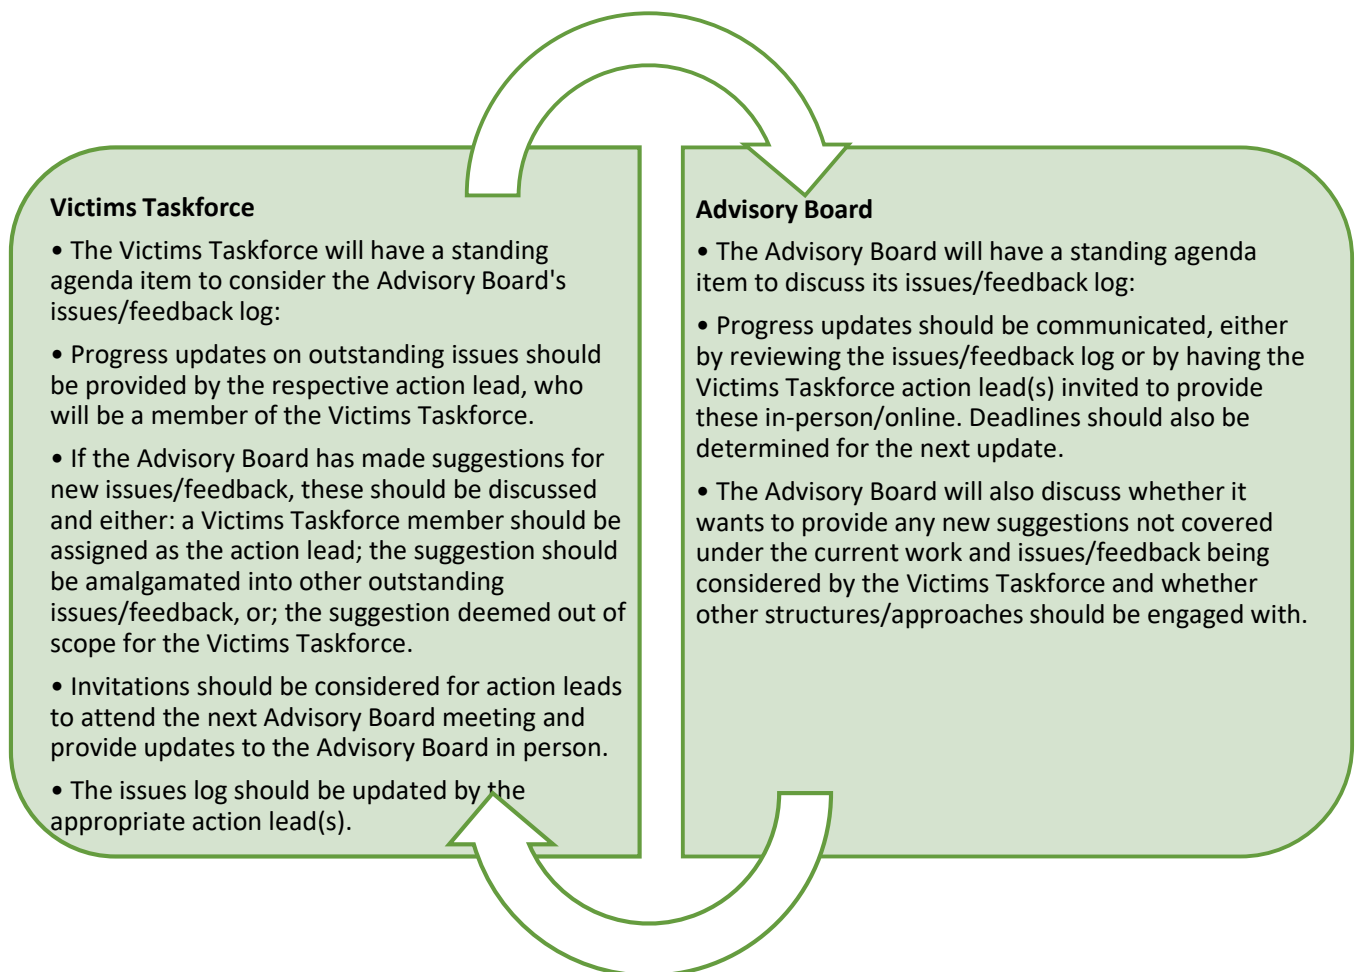 Victims Taskforce
• The Victims Taskforce will have a standing
agenda item to consider the Advisory Board's
issues/feedback log:
• Progress updates on outstanding issues should
be provided by the respective action lead, who
will be a member of the Victims Taskforce.
• If the Advisory Board has made suggestions for
new issues/feedback, these should be discussed
and either: a Victims Taskforce member should be
assigned as the action lead; the suggestion should
be amalgamated into other outstanding
issues/feedback, or; the suggestion deemed out of
scope for the Victims Taskforce.
• Invitations should be considered for action leads
to attend the next Advisory Board meeting and
provide updates to the Advisory Board in person.
• The issues log should be updated by the
appropriate action lead(s).
Advisory Board
• The Advisory Board will have a standing agenda
item to discuss its issues/feedback log:
• Progress updates should be communicated, either
by reviewing the issues/feedback log or by having the
Victims Taskforce action lead(s) invited to provide
these in-person/online. Deadlines should also be
determined for the next update.
• The Advisory Board will also discuss whether it
wants to provide any new suggestions not covered
under the current work and issues/feedback being
considered by the Victims Taskforce and whether
other structures/approaches should be engaged with.